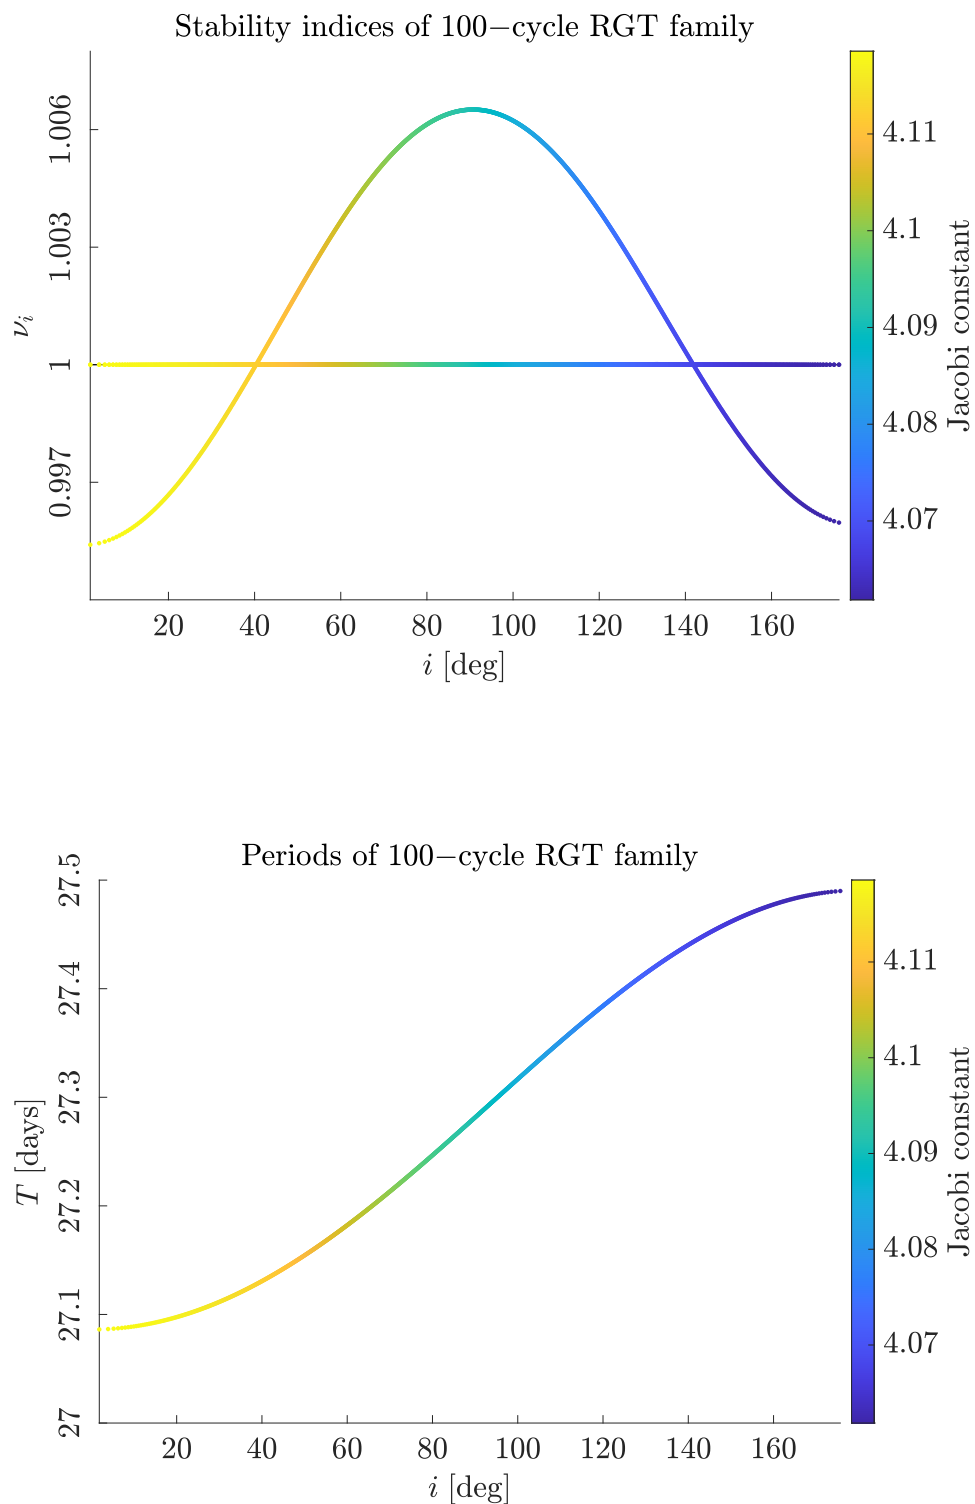 Stability indices of 100−cycle RGT family
1.006
1.003
1
0.997
ν_i
20 40 60 80 100 120 140 160
i [deg]
4.11
4.1
4.09
4.08
4.07
Jacobi constant
Periods of 100−cycle RGT family
27.5
27.4
27.3
27.2
27.1
27
T [days]
20 40 60 80 100 120 140 160
i [deg]
4.11
4.1
4.09
4.08
4.07
Jacobi constant